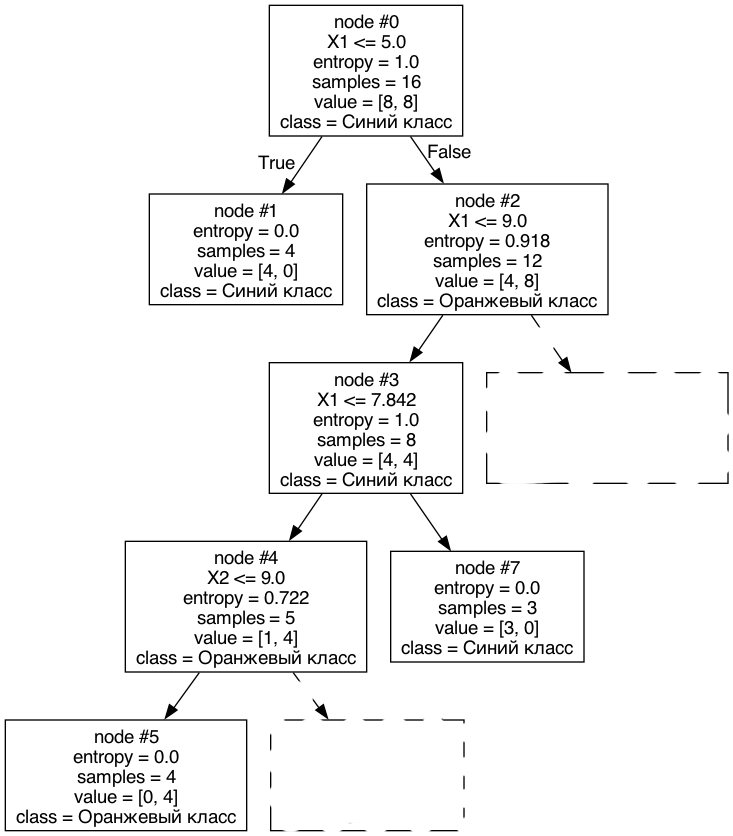 node #0
X1 <= 5.0
entropy = 1.0
samples = 16
value = [8, 8]
class = Синий класс
True
False
node #1
entropy = 0.0
samples = 4
value = [4, 0]
class = Синий класс
node #2
X1 <= 9.0
entropy = 0.918
samples = 12
value = [4, 8]
class = Оранжевый класс
node #3
X1 <= 7.842
entropy = 1.0
samples = 8
value = [4, 4]
class = Синий класс
node #4
X2 <= 9.0
entropy = 0.722
samples = 5
value = [1, 4]
class = Оранжевый класс
node #7
entropy = 0.0
samples = 3
value = [3, 0]
class = Синий класс
node #5
entropy = 0.0
samples = 4
value = [0, 4]
class = Оранжевый класс